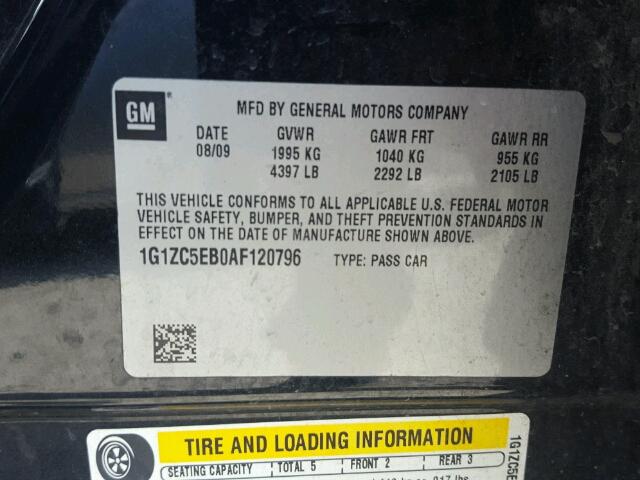 GM
MFD BY GENERAL MOTORS COMPANY
DATE GVWR GAWR FRT GAWR RR
08/09 1995 KG 1040 KG 955 KG
4397 LB 2292 LB 2105 LB
THIS VEHICLE CONFORMS TO ALL APPLICABLE U.S. FEDERAL MOTOR
VEHICLE SAFETY, BUMPER, AND THEFT PREVENTION STANDARDS IN
EFFECT ON THE DATE OF MANUFACTURE SHOWN ABOVE.
1G1ZC5EB0AF120796 TYPE: PASS CAR
TIRE AND LOADING INFORMATION
SEATING CAPACITY TOTAL 5 FRONT 2 REAR 3
1G1ZC5E